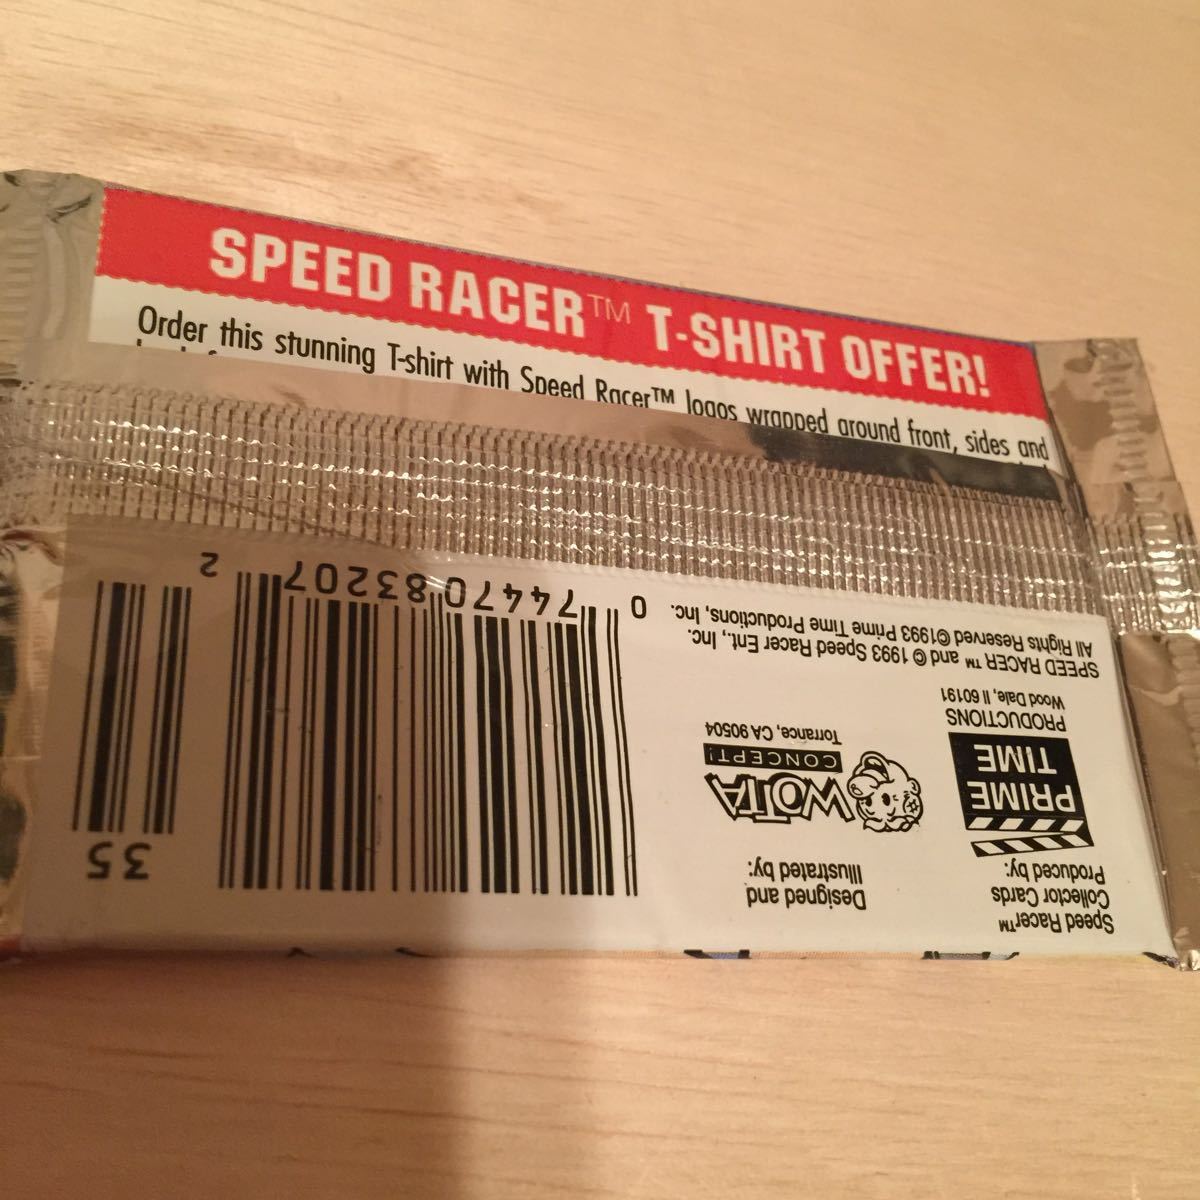 SPEED RACER™ T-SHIRT OFFER!
Order this stunning T-shirt with Speed Racer™ logos wrapped around front, sides and
Speed Racer™
Collector Cards
Produced by:
PRIME
TIME
PRODUCTIONS
Wood Dale, Il 60191
Designed and
Illustrated by:
WOTTA
CONCEPT!
Torrance, CA 90504
SPEED RACER ™ and © 1993 Speed Racer Ent., Inc.
All Rights Reserved ©1993 Prime Time Productions, Inc.
0 74470 83207 2
35